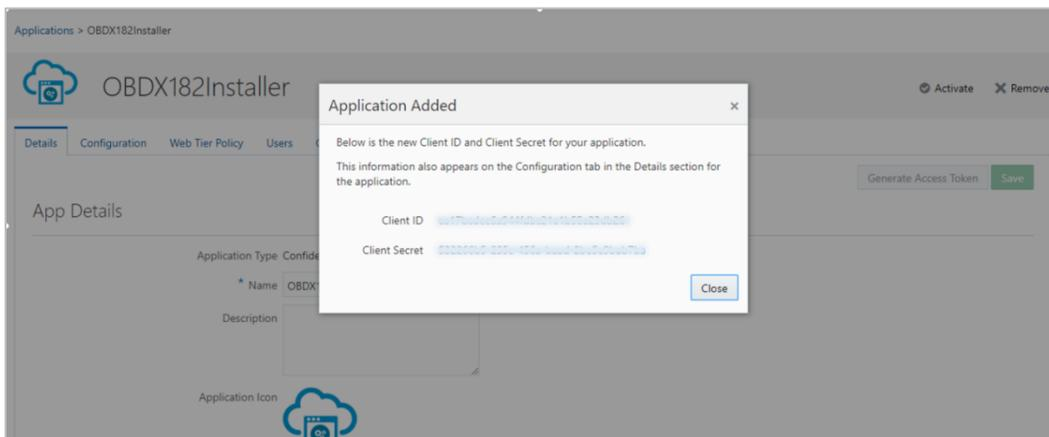 Applications > OBDX182Installer
OBDX182Installer
Activate
Remove
Details
Configuration
Web Tier Policy
Users
Generate Access Token
Save
Application Added
×
Below is the new Client ID and Client Secret for your application.
This information also appears on the Configuration tab in the Details section for
the application.
Client ID
Client Secret
Close
App Details
Application Type Confide
* Name OBDX
Description
Application Icon